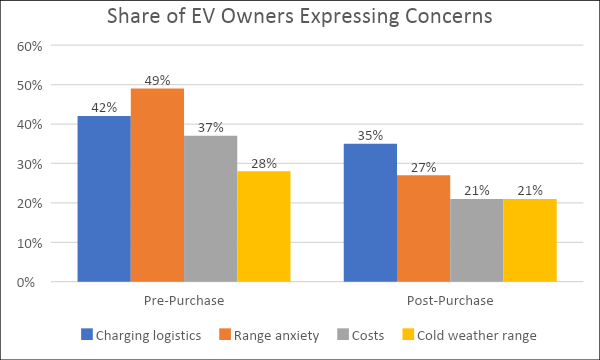 Share of EV Owners Expressing Concerns
60%
50%
40%
30%
20%
10%
0%
42%
49%
37%
28%
35%
27%
21%
21%
Pre-Purchase
Post-Purchase
Charging logistics
Range anxiety
Costs
Cold weather range